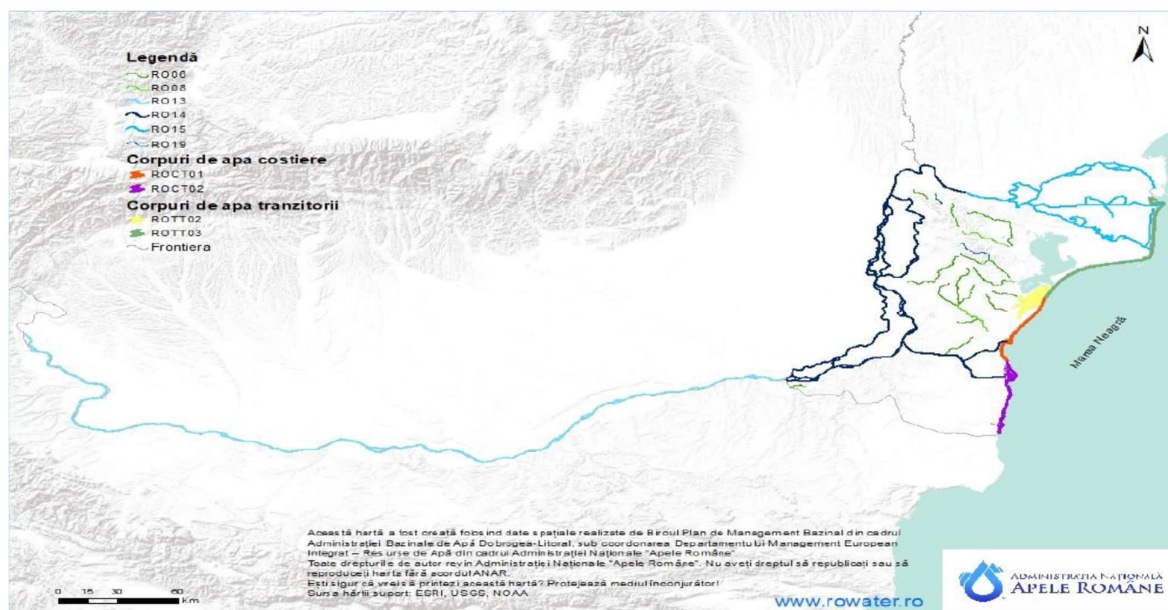 Legendă
RO06
RO08
RO13
RO14
RO15
RO19
Corpuri de apa costiere
ROCT01
ROCT02
Corpuri de apa tranzitorii
ROTT02
ROTT03
Frontiera
N
Marea Neagră
Această hartă a fost creată folosind date spațiale realizate de Biroul Plan de Management Bazinal din cadrul
Administrației Bazinale de Apă Dobrogea-Litoral, sub coordonarea Departamentului Management European
Integrat – Resurse de Apă din cadrul Administrației Naționale "Apele Române".
Toate drepturile de autor revin Administrației Naționale "Apele Române". Nu aveți dreptul să republicați sau să
reproduceți harta fără acordul ANAR.
Ești sigur că vrei să printezi această hartă? Protejează mediul înconjurător!
Sursa hărții suport: ESRI, USGS, NOAA
0 15 30 60
Km
www.rowater.ro
ADMINISTRAȚIA NAȚIONALĂ
APELE ROMÂNE